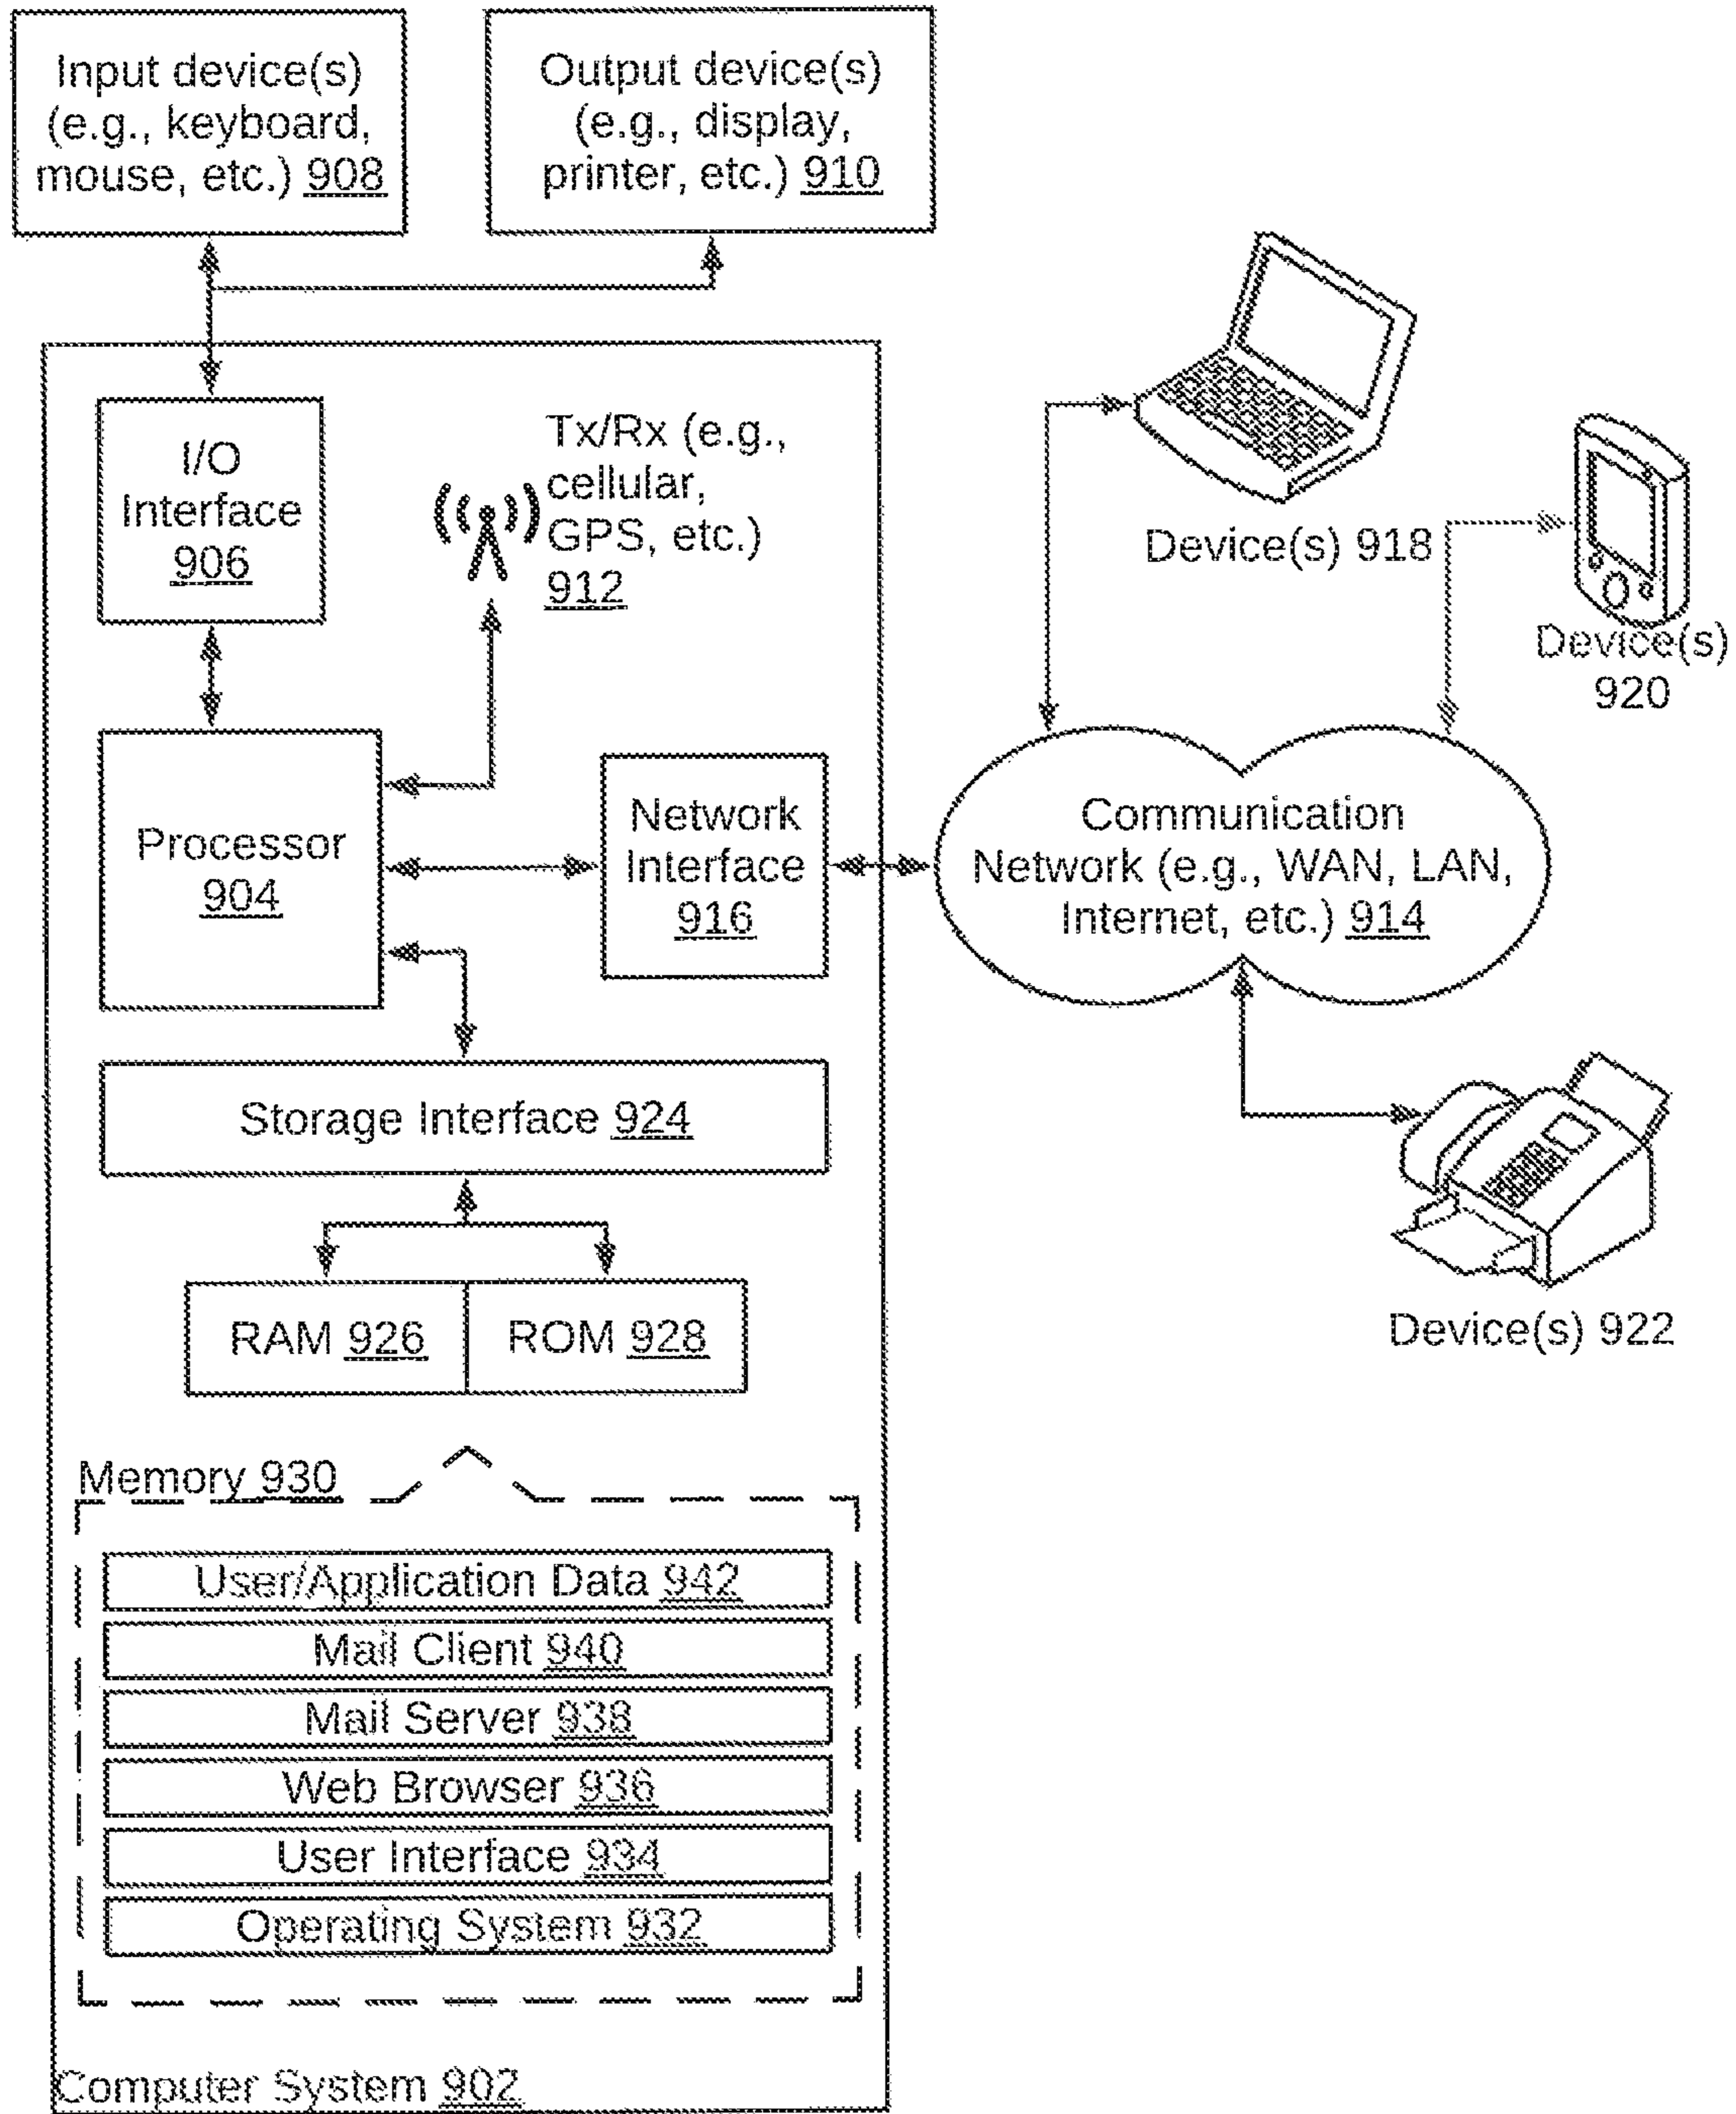 Input device(s)
(e.g., keyboard,
mouse, etc.) 908
Output device(s)
(e.g., display,
printer, etc.) 910
I/O
Interface
906
Tx/Rx (e.g.,
cellular,
GPS, etc.)
912
Device(s) 918
Device(s)
920
Processor
904
Network
Interface
916
Communication
Network (e.g., WAN, LAN,
Internet, etc.) 914
Storage Interface 924
RAM 926
ROM 928
Device(s) 922
Memory 930
User/Application Data 942
Mail Client 940
Mail Server 938
Web Browser 936
User Interface 934
Operating System 932
Computer System 902